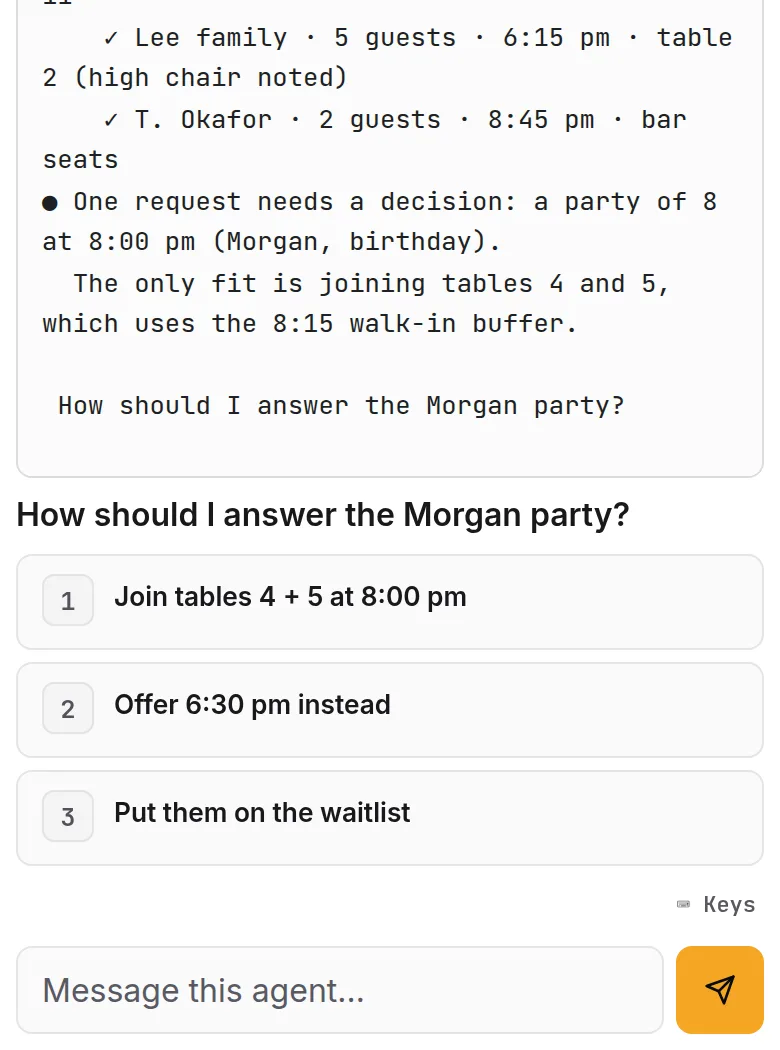 ✓ Lee family · 5 guests · 6:15 pm · table
2 (high chair noted)
✓ T. Okafor · 2 guests · 8:45 pm · bar
seats
● One request needs a decision: a party of 8
at 8:00 pm (Morgan, birthday).
The only fit is joining tables 4 and 5,
which uses the 8:15 walk-in buffer.
How should I answer the Morgan party?
How should I answer the Morgan party?
1 Join tables 4 + 5 at 8:00 pm
2 Offer 6:30 pm instead
3 Put them on the waitlist
⌨ Keys
Message this agent...